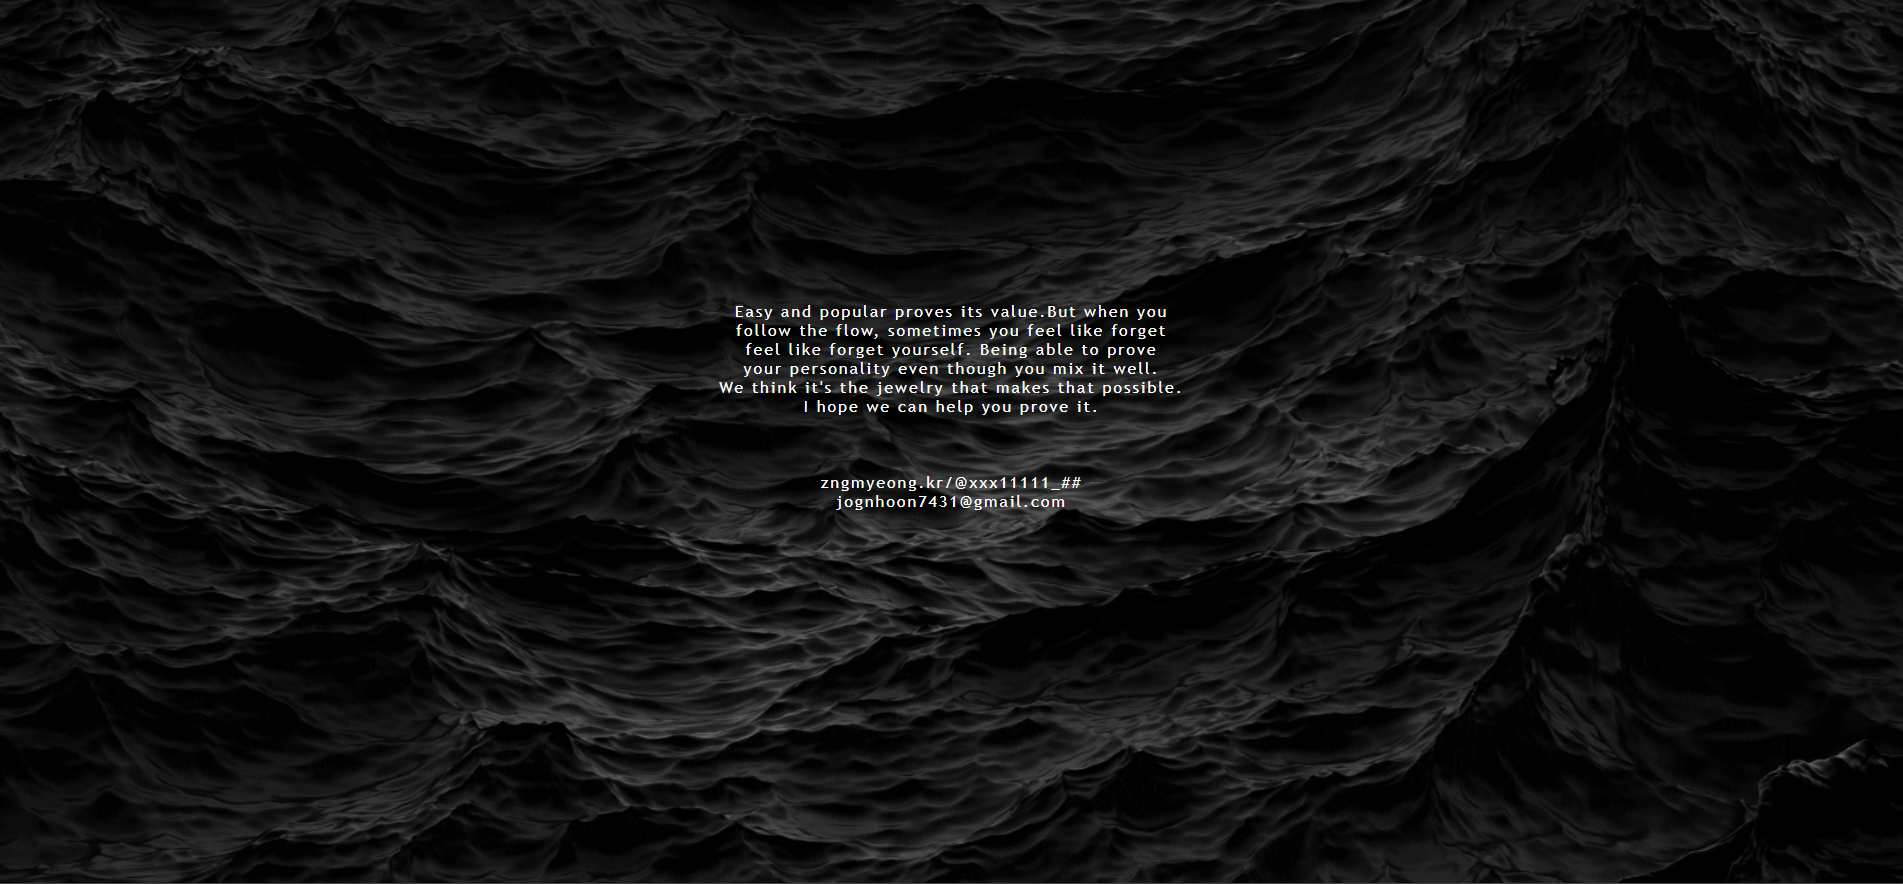 Easy and popular proves its value.But when you
follow the flow, sometimes you feel like forget
feel like forget yourself. Being able to prove
your personality even though you mix it well.
We think it's the jewelry that makes that possible.
I hope we can help you prove it.
zngmyeong.kr/@xxx11111_##
jognhoon7431@gmail.com